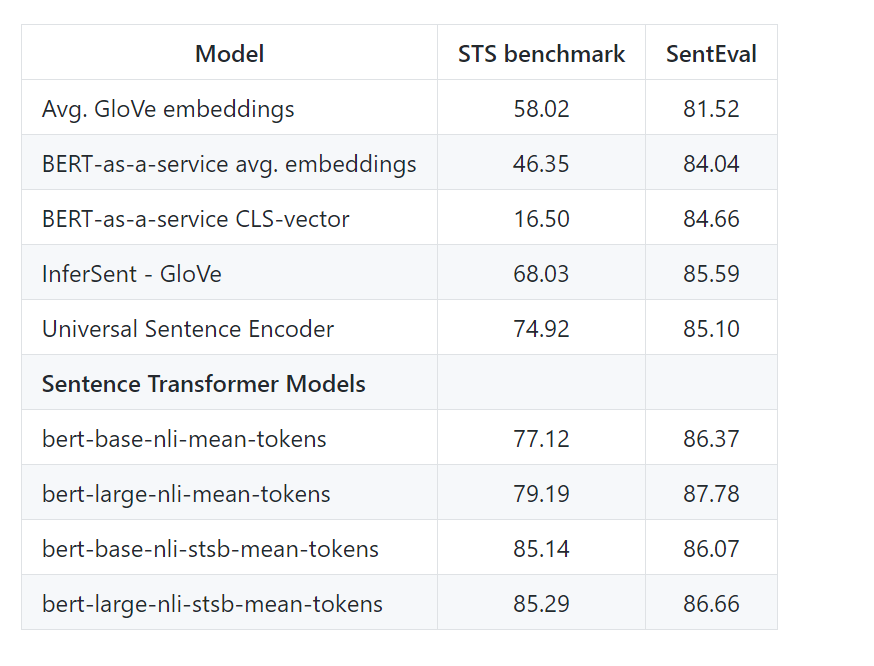 Model STS benchmark SentEval
Avg. GloVe embeddings 58.02 81.52
BERT-as-a-service avg. embeddings 46.35 84.04
BERT-as-a-service CLS-vector 16.50 84.66
InferSent - GloVe 68.03 85.59
Universal Sentence Encoder 74.92 85.10
Sentence Transformer Models
bert-base-nli-mean-tokens 77.12 86.37
bert-large-nli-mean-tokens 79.19 87.78
bert-base-nli-stsb-mean-tokens 85.14 86.07
bert-large-nli-stsb-mean-tokens 85.29 86.66